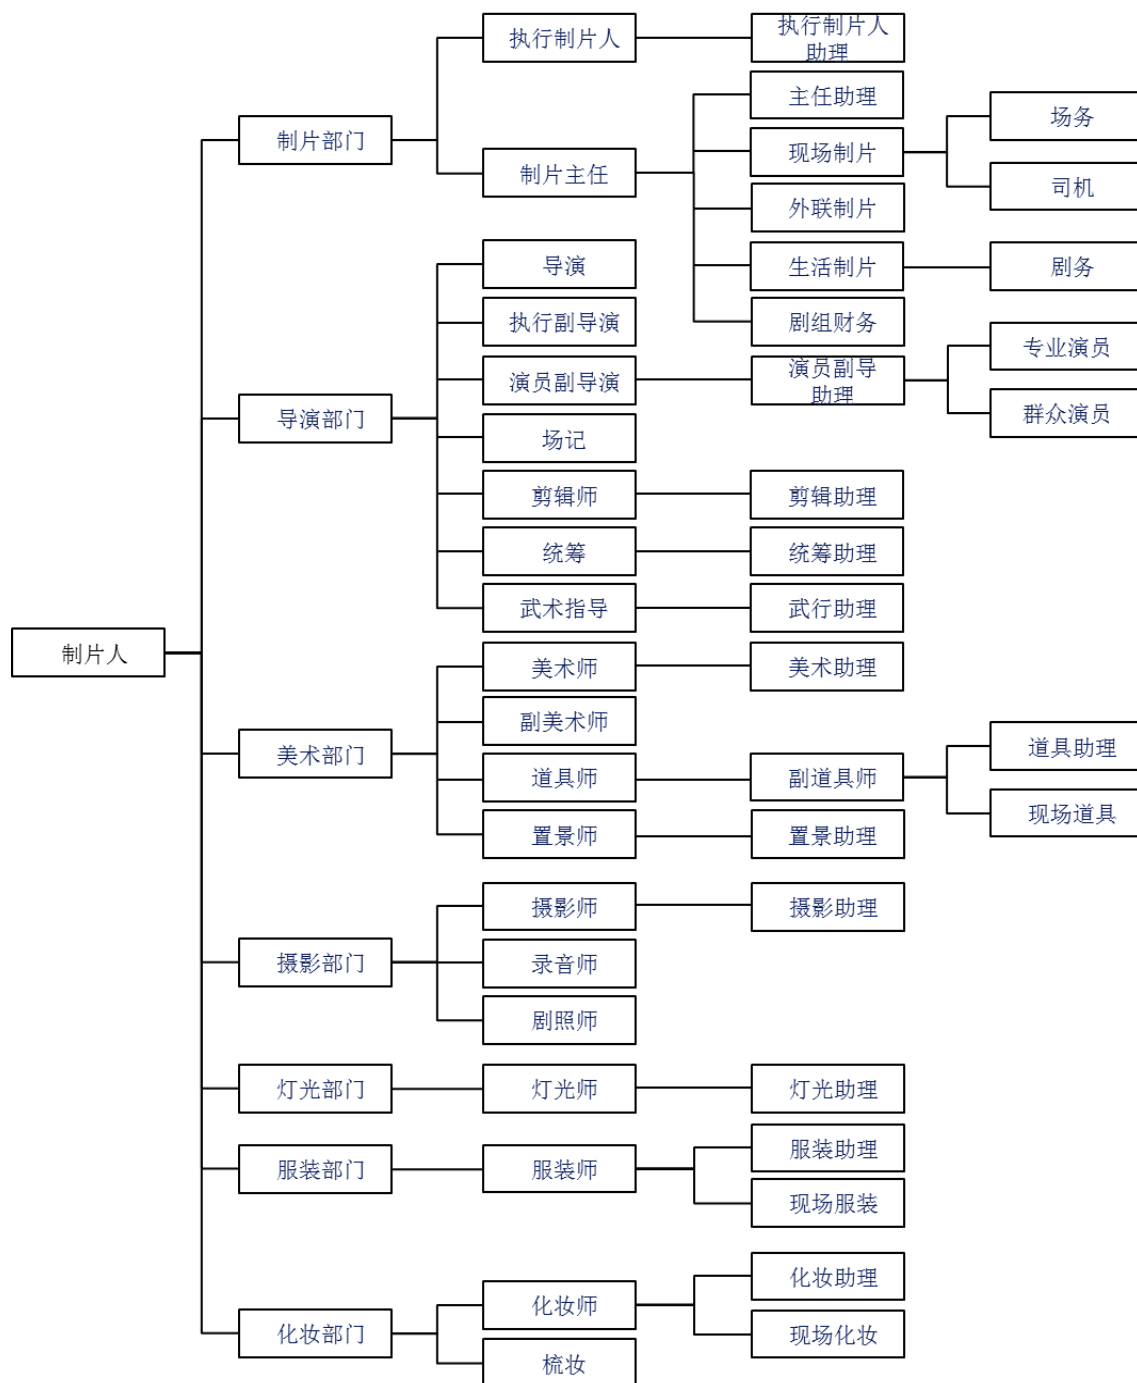 执行制片人
执行制片人
助理
主任助理
制片部门
制片主任
现场制片
场务
司机
外联制片
生活制片
剧务
剧组财务
导演
执行副导演
演员副导演
演员副导
助理
专业演员
群众演员
导演部门
场记
剪辑师
剪辑助理
统筹
统筹助理
武术指导
武行助理
制片人
美术师
美术助理
副美术师
美术部门
道具师
副道具师
道具助理
现场道具
置景师
置景助理
摄影师
摄影助理
摄影部门
录音师
剧照师
灯光部门
灯光师
灯光助理
服装部门
服装师
服装助理
现场服装
化妆部门
化妆师
化妆助理
现场化妆
梳妆